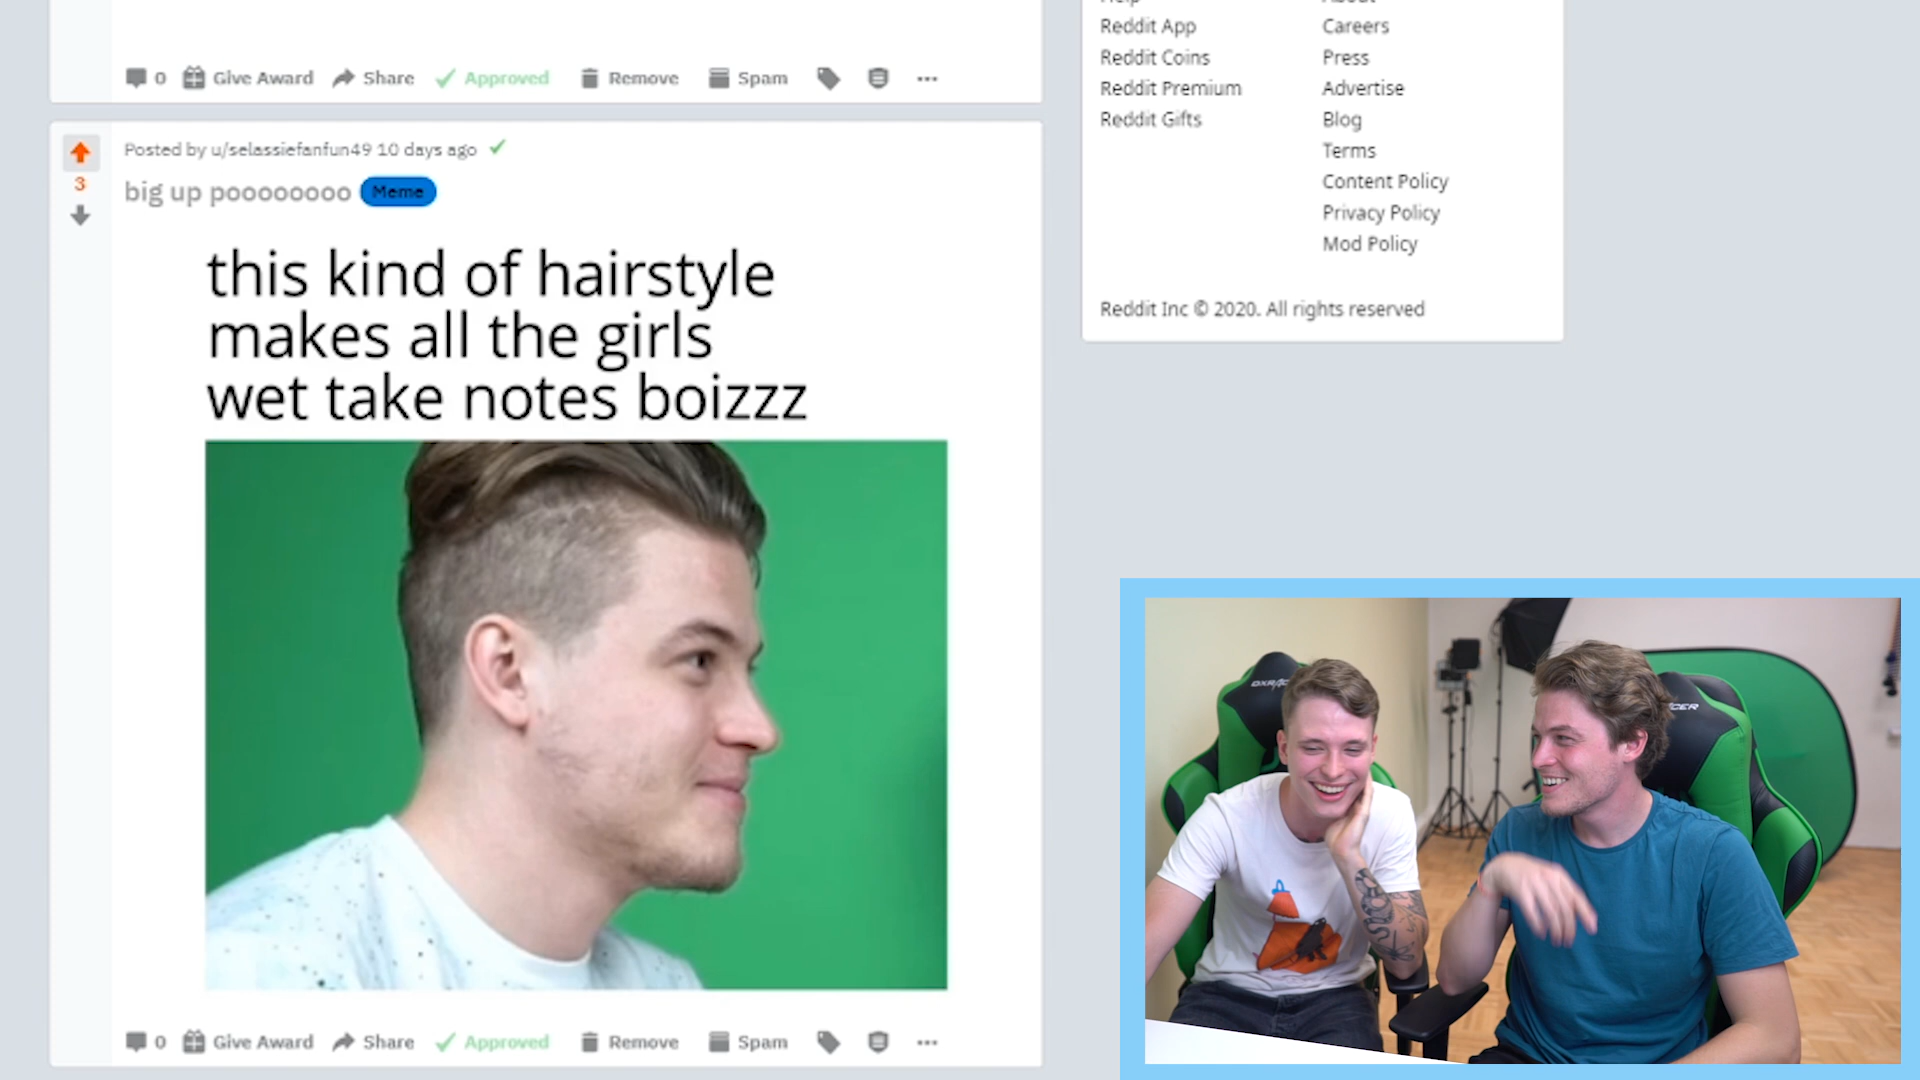 Reddit App
Careers
Reddit Coins
Press
Reddit Premium
Advertise
Reddit Gifts
Blog
Terms
Content Policy
Privacy Policy
Mod Policy
Reddit Inc © 2020. All rights reserved
0 Give Award Share Approved Remove Spam
Posted by u/selassiefanfun49 10 days ago
3
big up poooooooo Meme
this kind of hairstyle
makes all the girls
wet take notes boizzz
0 Give Award Share Approved Remove Spam